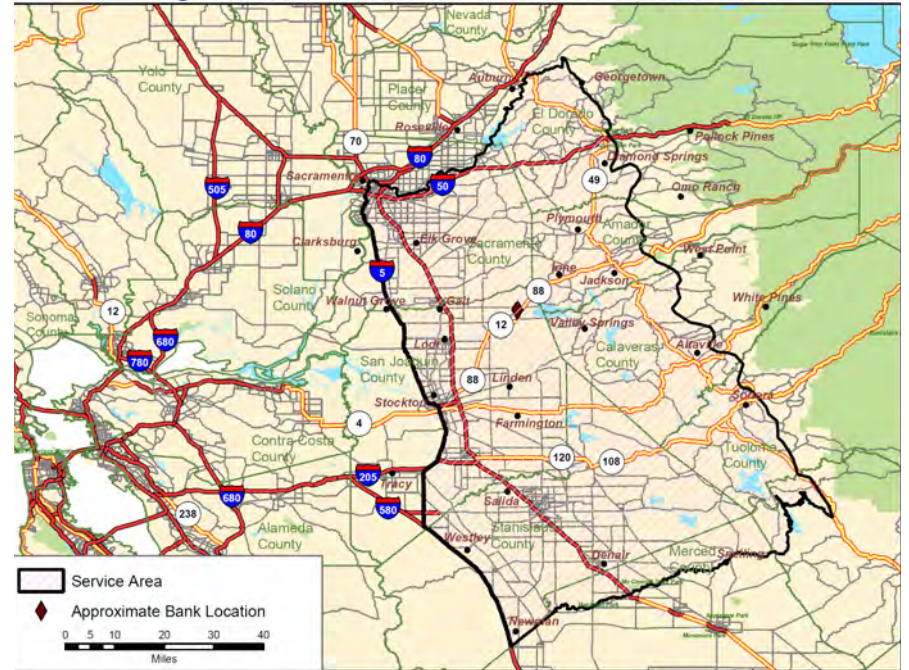 Nevada
County
Yolo
County
Auburn
Georgetown
Placer
County
El Dorado
County
Roseville
70
80
Pollock Pines
Diamond Springs
505
Sacramento
50
49
Omo Ranch
80
Plymouth
Amador
County
Clarksburg
Elk Grove
Sacramento
County
West Point
5
Ione
Jackson
Solano
County
88
Sonoma
County
12
Walnut Grove
Galt
White Pines
12
Valley Springs
680
Lodi
Calaveras
County
Altaville
780
San Joaquin
County
88
Linden
Stockton
Sonora
4
Farmington
Contra Costa
County
120
108
Tuolome
County
205
Tracy
680
580
Salida
238
Stanislaus
County
Alameda
County
Westley
Denair
Merced
County
Snelling
Newman
Service Area
Approximate Bank Location
0 5 10 20 30 40
Miles